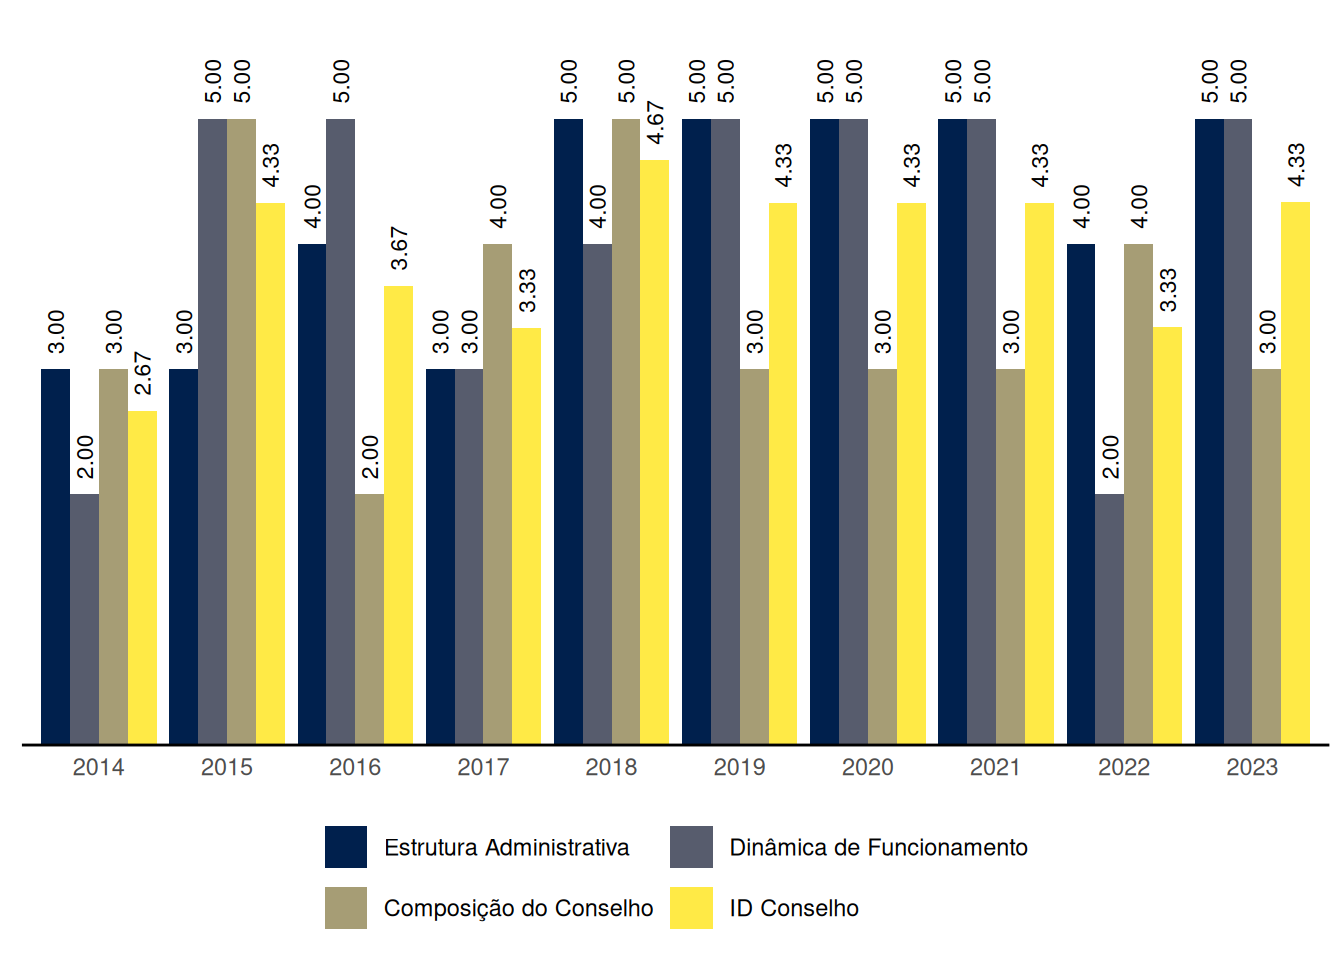 3.00 2.00 3.00 2.67
3.00 5.00 5.00 4.33
4.00 5.00 2.00 3.67
3.00 3.00 4.00 3.33
5.00 4.00 5.00 4.67
5.00 5.00 3.00 4.33
5.00 5.00 3.00 4.33
5.00 5.00 3.00 4.33
4.00 2.00 4.00 3.33
5.00 5.00 3.00 4.33
2014 2015 2016 2017 2018 2019 2020 2021 2022 2023
Estrutura Administrativa Dinâmica de Funcionamento
Composição do Conselho ID Conselho